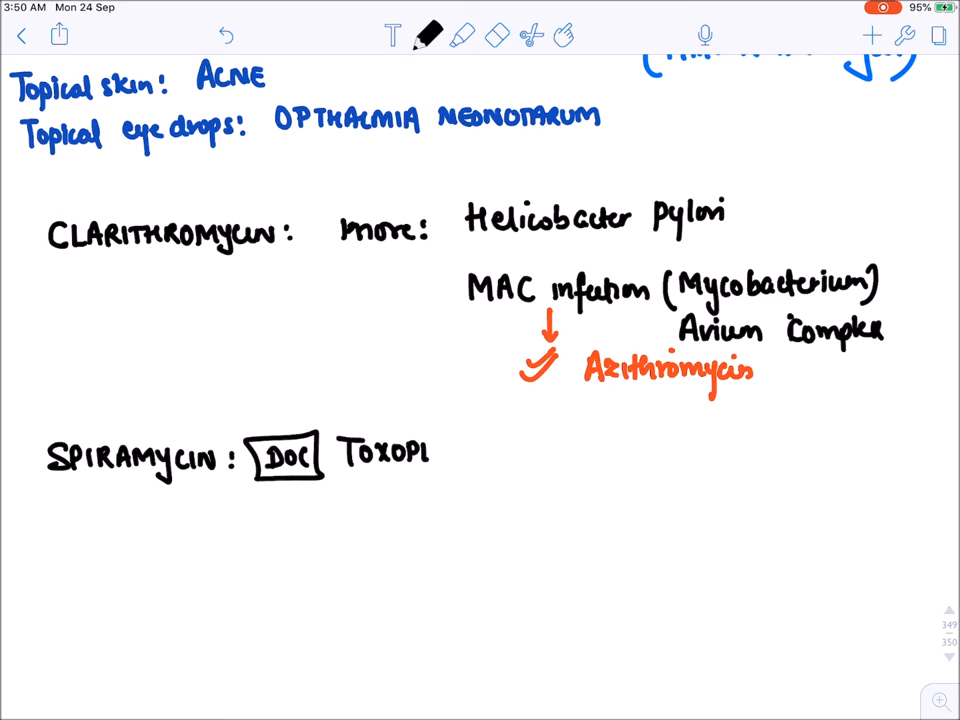 3:50 AM Mon 24 Sep
95%
Topical skin: ACNE
Topical eye drops: OPTHALMIA NEONOTARUM
CLARITHROMYCIN: more: Helicobacter Pylori
MAC infection (Mycobacterium)
Avium Complex
Azithromycin
SPIRAMYCIN: DOC TOXOPL
349
350